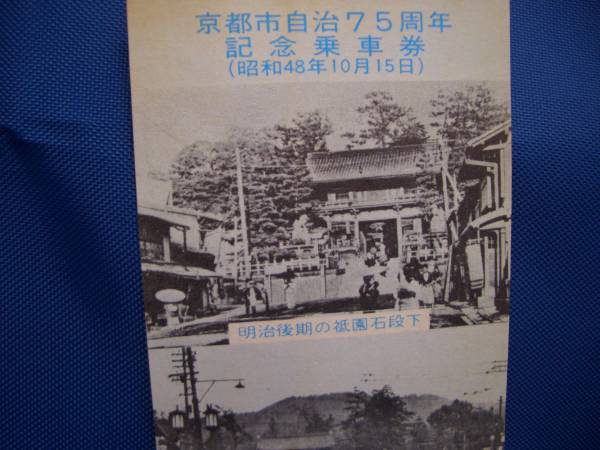 京都市自治75周年
記念乗車券
(昭和48年10月15日)
明治後期の祇園石段下